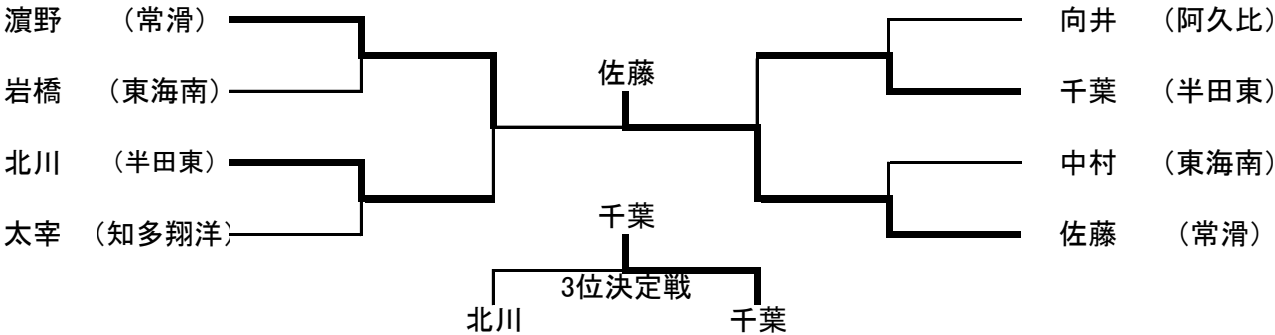 濵野 （常滑）
岩橋 （東海南）
北川 （半田東）
太宰 （知多翔洋）
佐藤
千葉
3位決定戦
北川 千葉
向井 （阿久比）
千葉 （半田東）
中村 （東海南）
佐藤 （常滑）